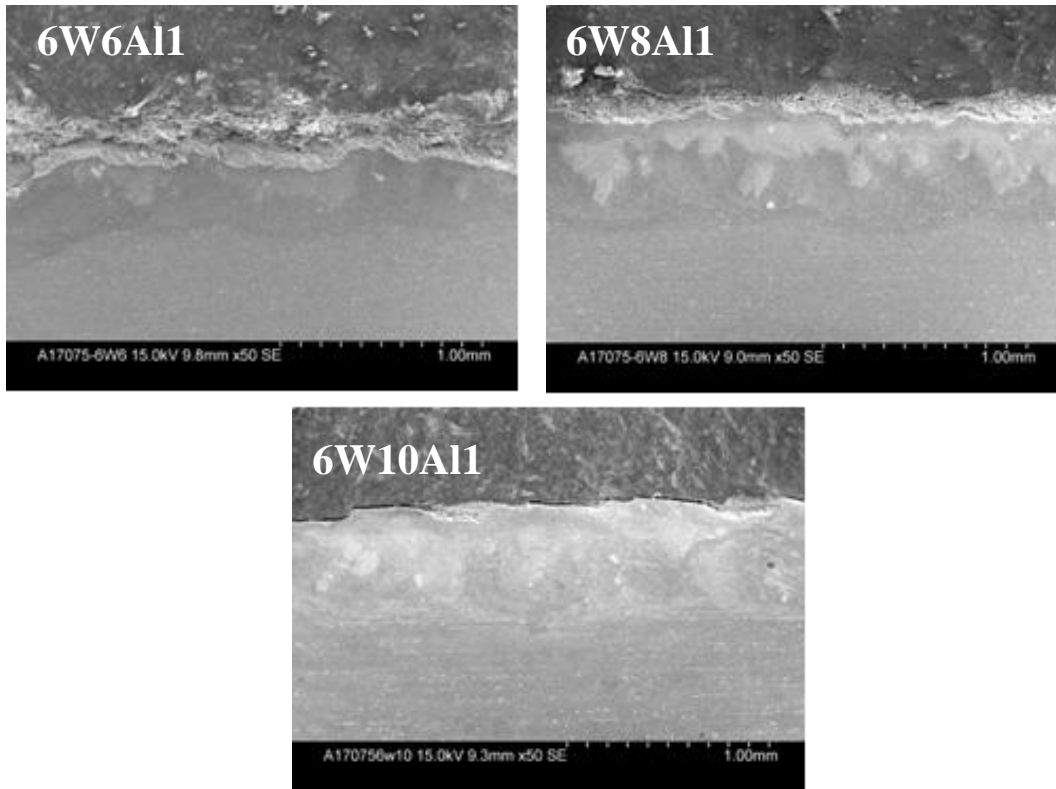 6W6Al1
A17075-6W6 15.0kV 9.8mm x50 SE 1.00mm
6W8Al1
A17075-6W8 15.0kV 9.0mm x50 SE 1.00mm
6W10Al1
A170756w10 15.0kV 9.3mm x50 SE 1.00mm